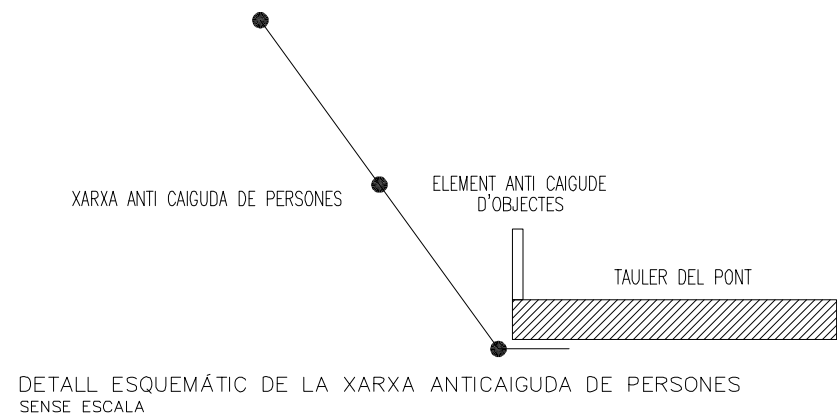 XARXA ANTI CAIGUDA DE PERSONES
ELEMENT ANTI CAIGUDE
D'OBJECTES
TAULER DEL PONT
DETALL ESQUEMÁTIC DE LA XARXA ANTICAIGUDA DE PERSONES
SENSE ESCALA